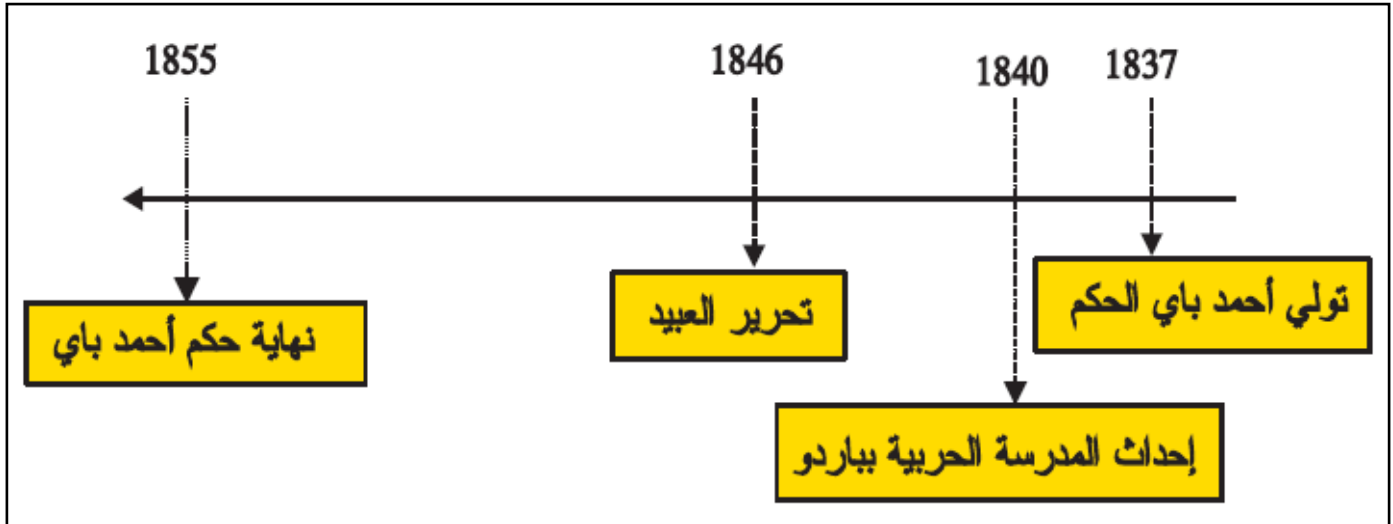 1837
1840
1846
1855
تولي أحمد باي الحكم
تحرير العبيد
نهاية حكم أحمد باي
إحداث المدرسة الحربية بباردو